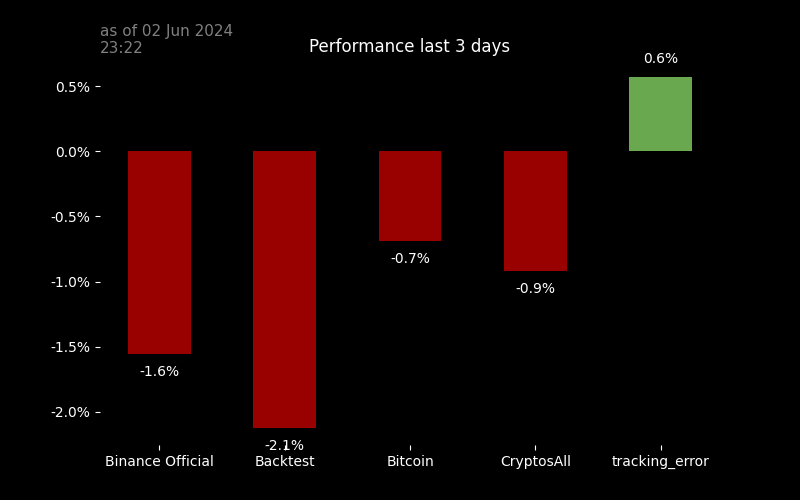 as of 02 Jun 2024
23:22
Performance last 3 days
0.6%
0.5%
0.0%
-0.5%
-0.7%
-1.0%
-0.9%
-1.5%
-1.6%
-2.0%
-2.1%
Binance Official
Backtest
Bitcoin
CryptosAll
tracking_error